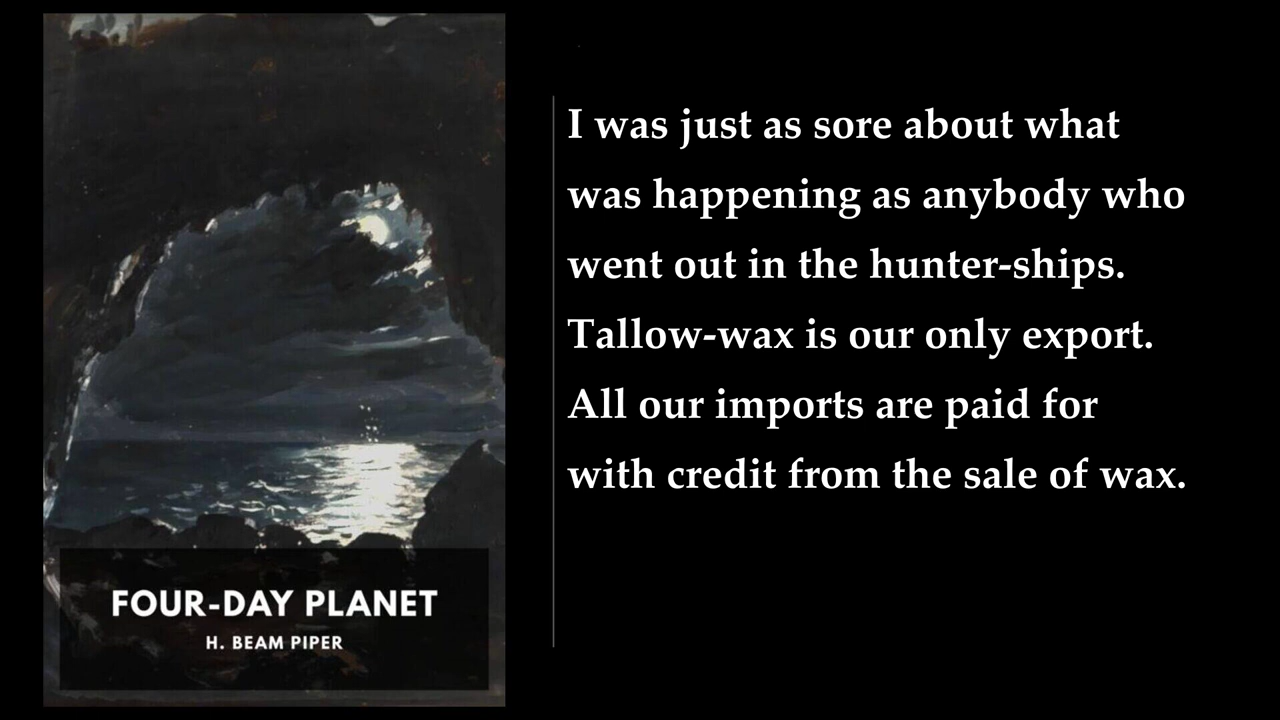 FOUR-DAY PLANET
H. BEAM PIPER
I was just as sore about what
was happening as anybody who
went out in the hunter-ships.
Tallow-wax is our only export.
All our imports are paid for
with credit from the sale of wax.